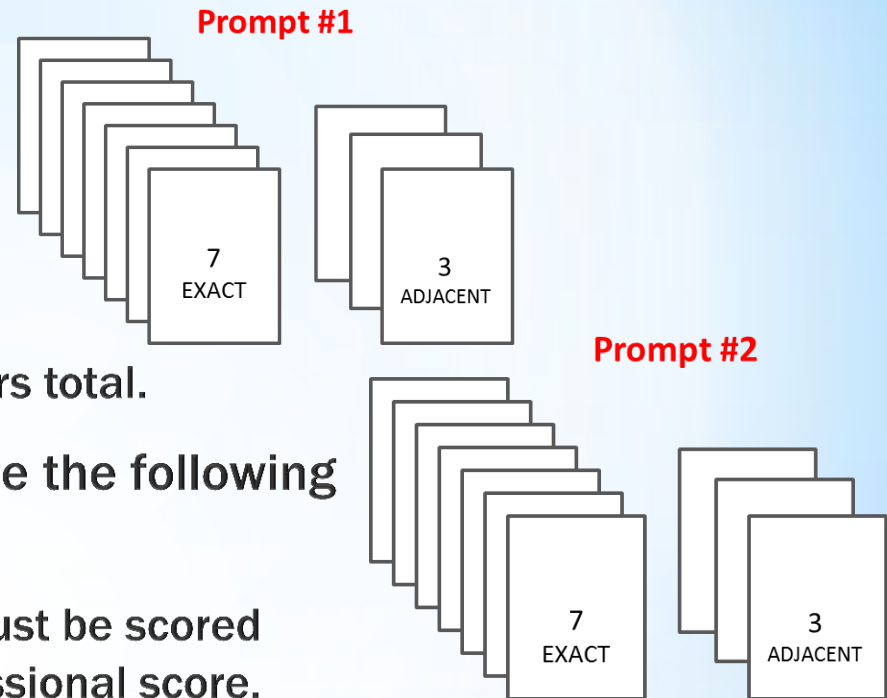 Prompt #1
7
EXACT
3
ADJACENT
Prompt #2
rs total.
e the following
ust be scored
ssional score.
7
EXACT
3
ADJACENT